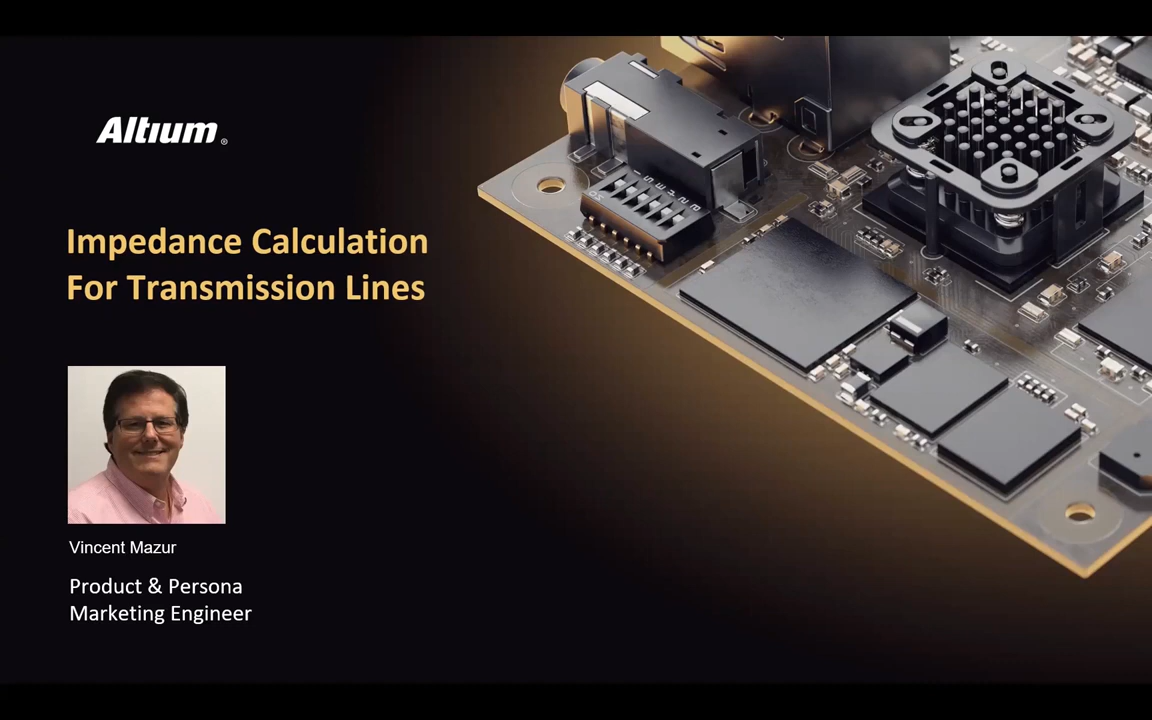 Altium®
Impedance Calculation
For Transmission Lines
Vincent Mazur
Product & Persona
Marketing Engineer